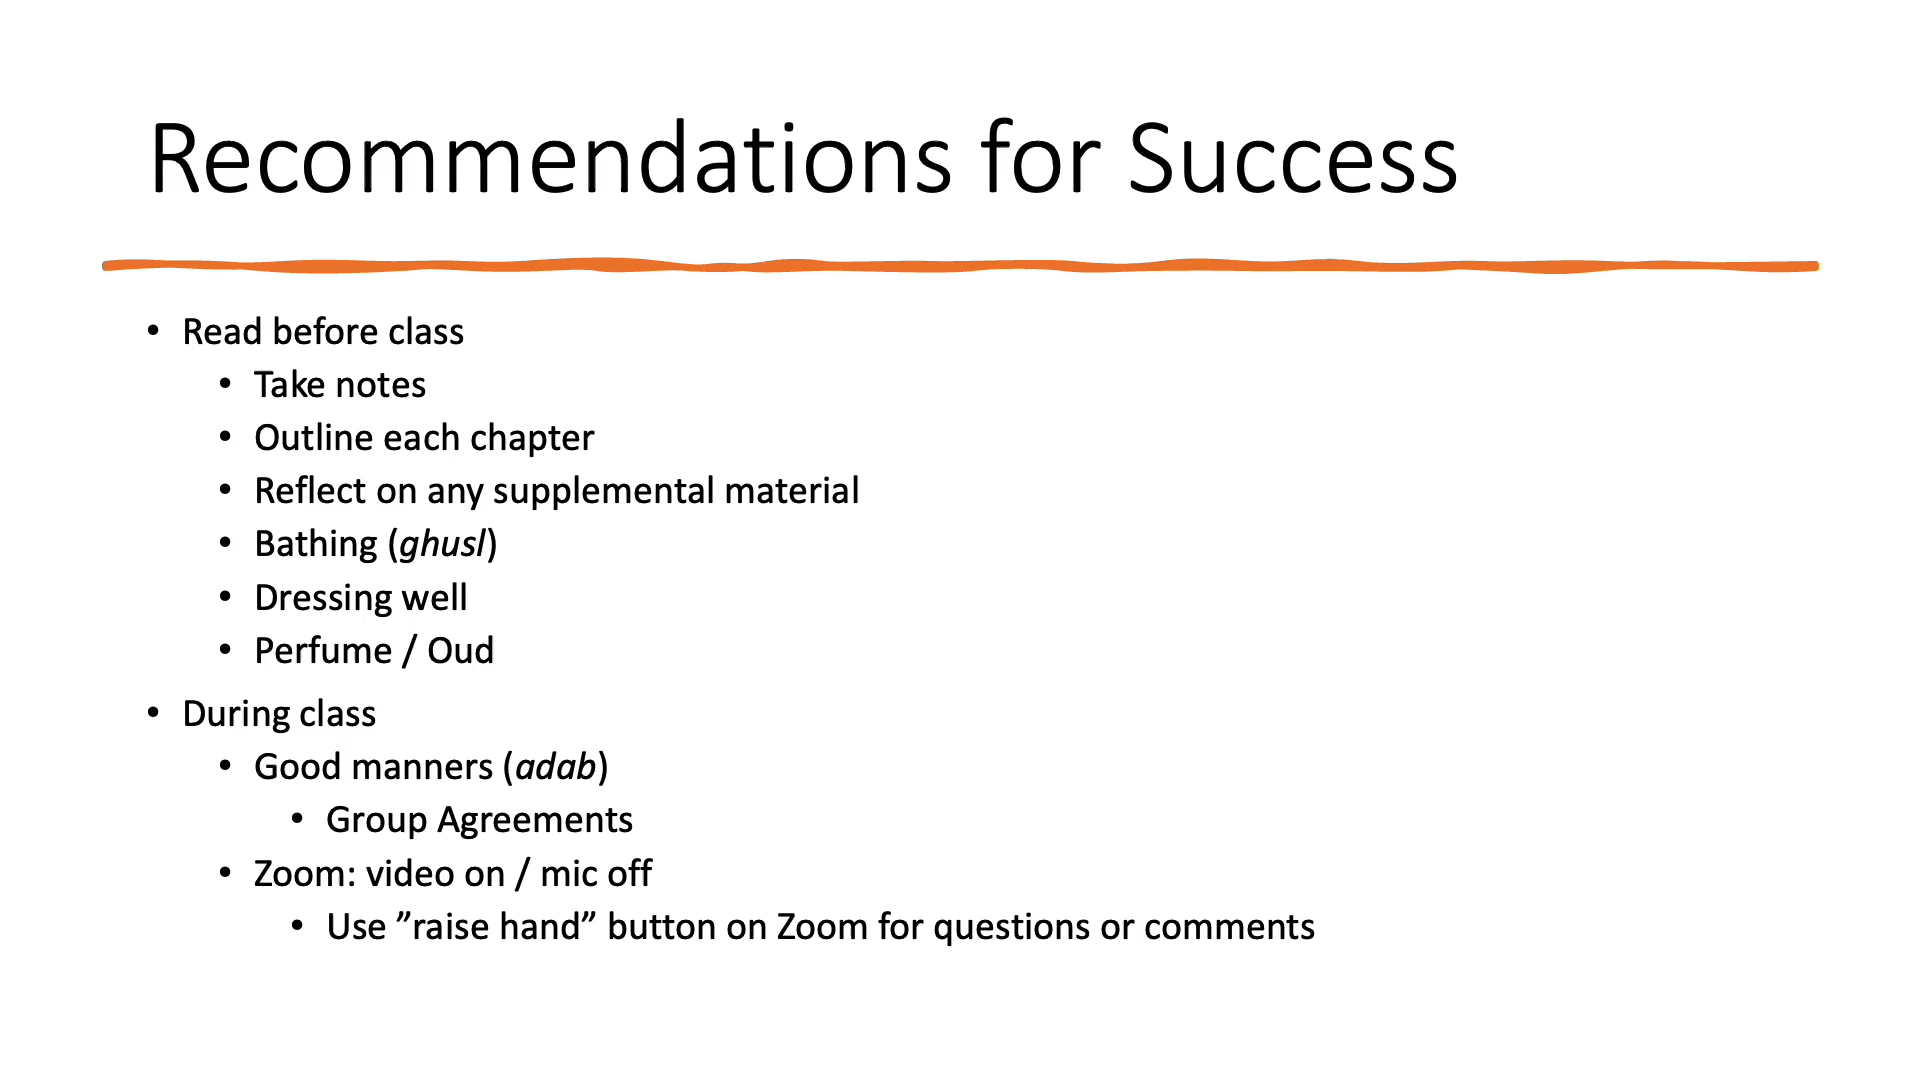 Recommendations for Success
• Read before class
• Take notes
• Outline each chapter
• Reflect on any supplemental material
• Bathing (ghusl)
• Dressing well
• Perfume / Oud
• During class
• Good manners (adab)
• Group Agreements
• Zoom: video on / mic off
• Use ”raise hand” button on Zoom for questions or comments